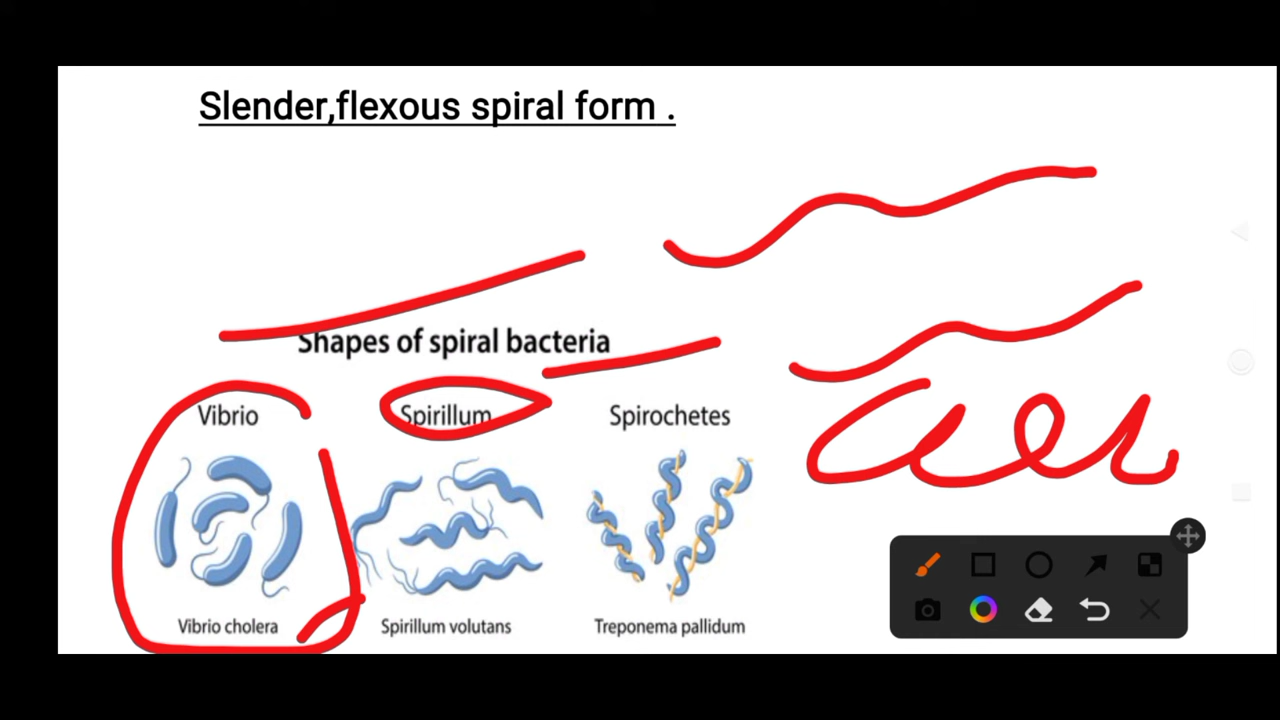 Slender,flexous spiral form .
Shapes of spiral bacteria
Vibrio Spirillum Spirochetes
Vibrio cholera Spirillum volutans Treponema pallidum